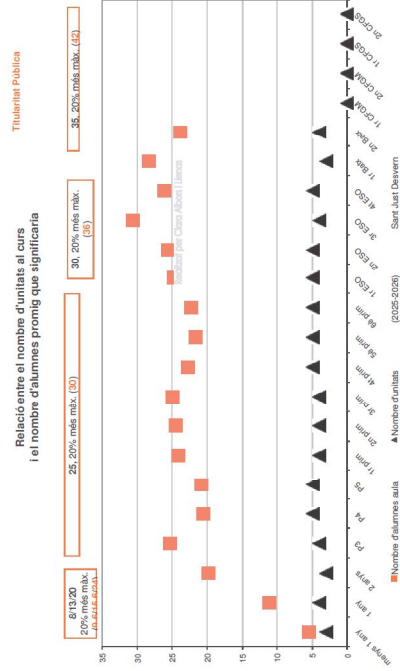 Titularitat Pública
Relació entre el nombre d'unitats al curs
i el nombre d'alumnes promig que significaria
8/13/20
20% més màx.
25, 20% més màx. (30)
30, 20% més màx.
(36)
35, 20% més màx. (42)
Realitzat por Clara Albon i Llansa
35
30
25
20
15
10
5
0
menys 1 any
1 any
2 anys
P3
P4
P5
1r prim
2n prim
3r prim
4t prim
5è prim
6è prim
1r ESO
2n ESO
3r ESO
4t ESO
1r Batx
2n Batx
1r CFGM
2n CFGM
1r CFGS
2n CFGS
Nombre d'alumnes aula
Nombre d'unitats
(2025-2026)
Sant Just Desvern